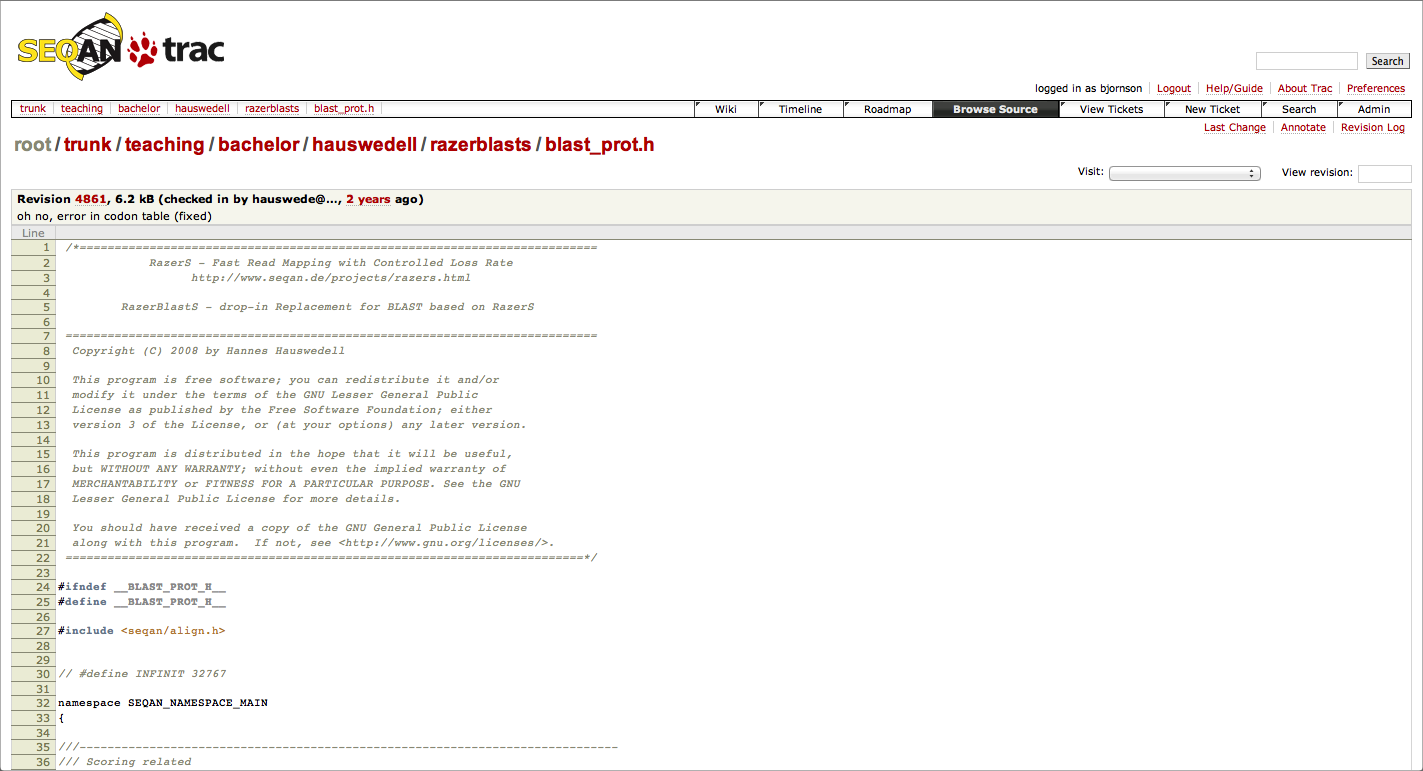 SEQAN trac
Search
logged in as bjornson Logout Help/Guide About Trac Preferences
trunk teaching bachelor hauswedell razerblasts blast_prot.h Wiki Timeline Roadmap Browse Source View Tickets New Ticket Search Admin
Last Change Annotate Revision Log
root / trunk / teaching / bachelor / hauswedell / razerblasts / blast_prot.h
Visit: View revision:
Revision 4861, 6.2 kB (checked in by hauswede@..., 2 years ago)
oh no, error in codon table (fixed)
Line
1 /*==========================================================================
2 RazerS - Fast Read Mapping with Controlled Loss Rate
3 http://www.seqan.de/projects/razers.html
4
5 RazerBlastS - drop-in Replacement for BLAST based on RazerS
6
7 ============================================================================
8 Copyright (C) 2008 by Hannes Hauswedell
9
10 This program is free software; you can redistribute it and/or
11 modify it under the terms of the GNU Lesser General Public
12 License as published by the Free Software Foundation; either
13 version 3 of the License, or (at your options) any later version.
14
15 This program is distributed in the hope that it will be useful,
16 but WITHOUT ANY WARRANTY; without even the implied warranty of
17 MERCHANTABILITY or FITNESS FOR A PARTICULAR PURPOSE. See the GNU
18 Lesser General Public License for more details.
19
20 You should have received a copy of the GNU General Public License
21 along with this program. If not, see <http://www.gnu.org/licenses/>.
22 ==========================================================================*/
23
24 #ifndef __BLAST_PROT_H__
25 #define __BLAST_PROT_H__
26
27 #include <seqan/align.h>
28
29
30 // #define INFINIT 32767
31
32 namespace SEQAN_NAMESPACE_MAIN
33 {
34
35 ///-----------------------------------------------------------------------------
36 /// Scoring related